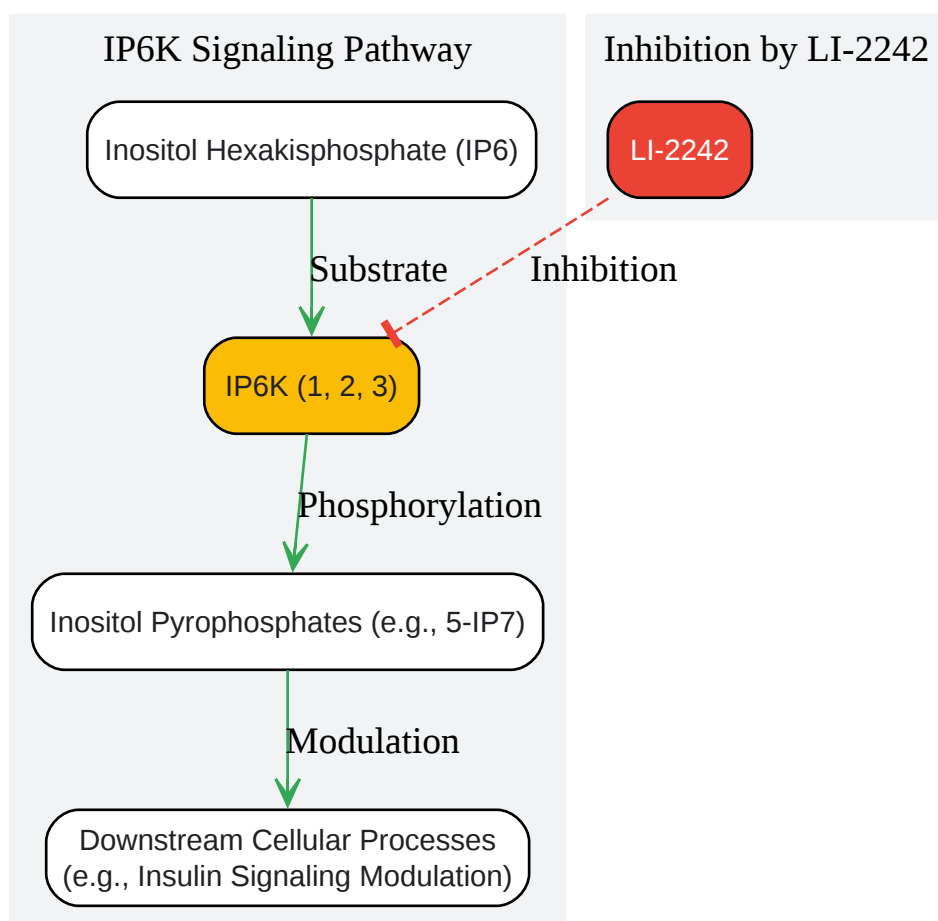 IP6K Signaling Pathway
Inhibition by LI-2242
Inositol Hexakisphosphate (IP6)
LI-2242
Substrate
Inhibition
IP6K (1, 2, 3)
Phosphorylation
Inositol Pyrophosphates (e.g., 5-IP7)
Modulation
Downstream Cellular Processes
(e.g., Insulin Signaling Modulation)